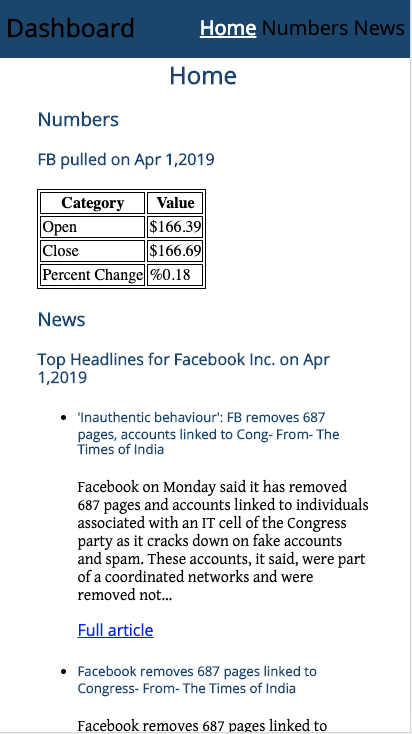 Dashboard Home Numbers News
Home
Numbers
FB pulled on Apr 1,2019
Category Value
Open $166.39
Close $166.69
Percent Change %0.18
News
Top Headlines for Facebook Inc. on Apr
1,2019
'Inauthentic behaviour': FB removes 687
pages, accounts linked to Cong- From- The
Times of India
Facebook on Monday said it has removed
687 pages and accounts linked to individuals
associated with an IT cell of the Congress
party as it cracks down on fake accounts
and spam. These accounts, it said, were part
of a coordinated networks and were
removed not...
Full article
Facebook removes 687 pages linked to
Congress- From- The Times of India
Facebook removes 687 pages linked to